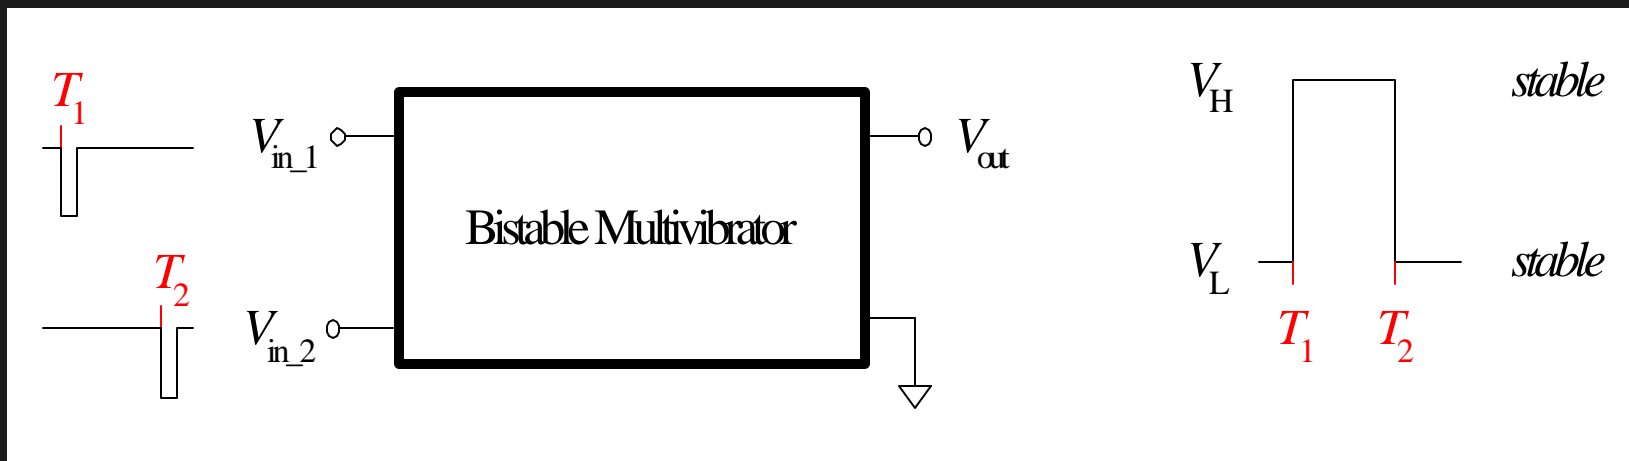 T1
Vin_1
Bistable Multivibrator
Vout
VH
stable
T2
Vin_2
VL
stable
T1
T2